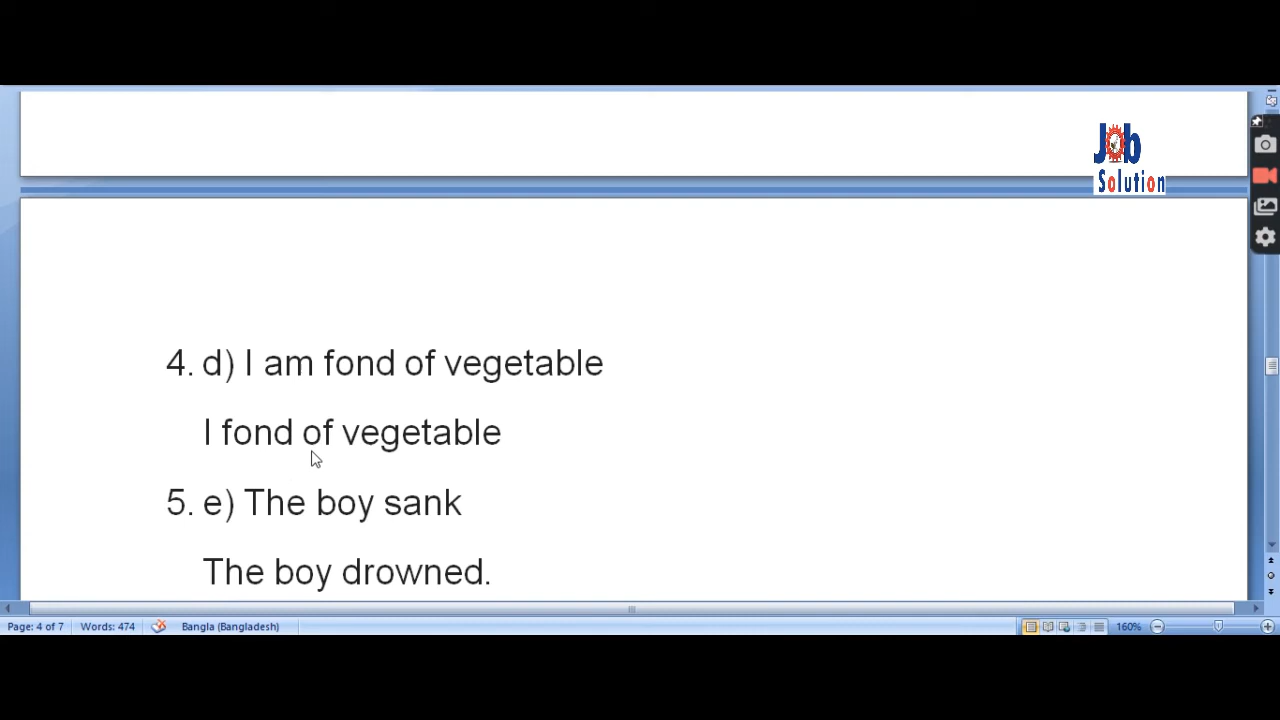 Job
Solution
4. d) I am fond of vegetable
I fond of vegetable
5. e) The boy sank
The boy drowned.
Page: 4 of 7 Words: 474 Bangla (Bangladesh) 160%